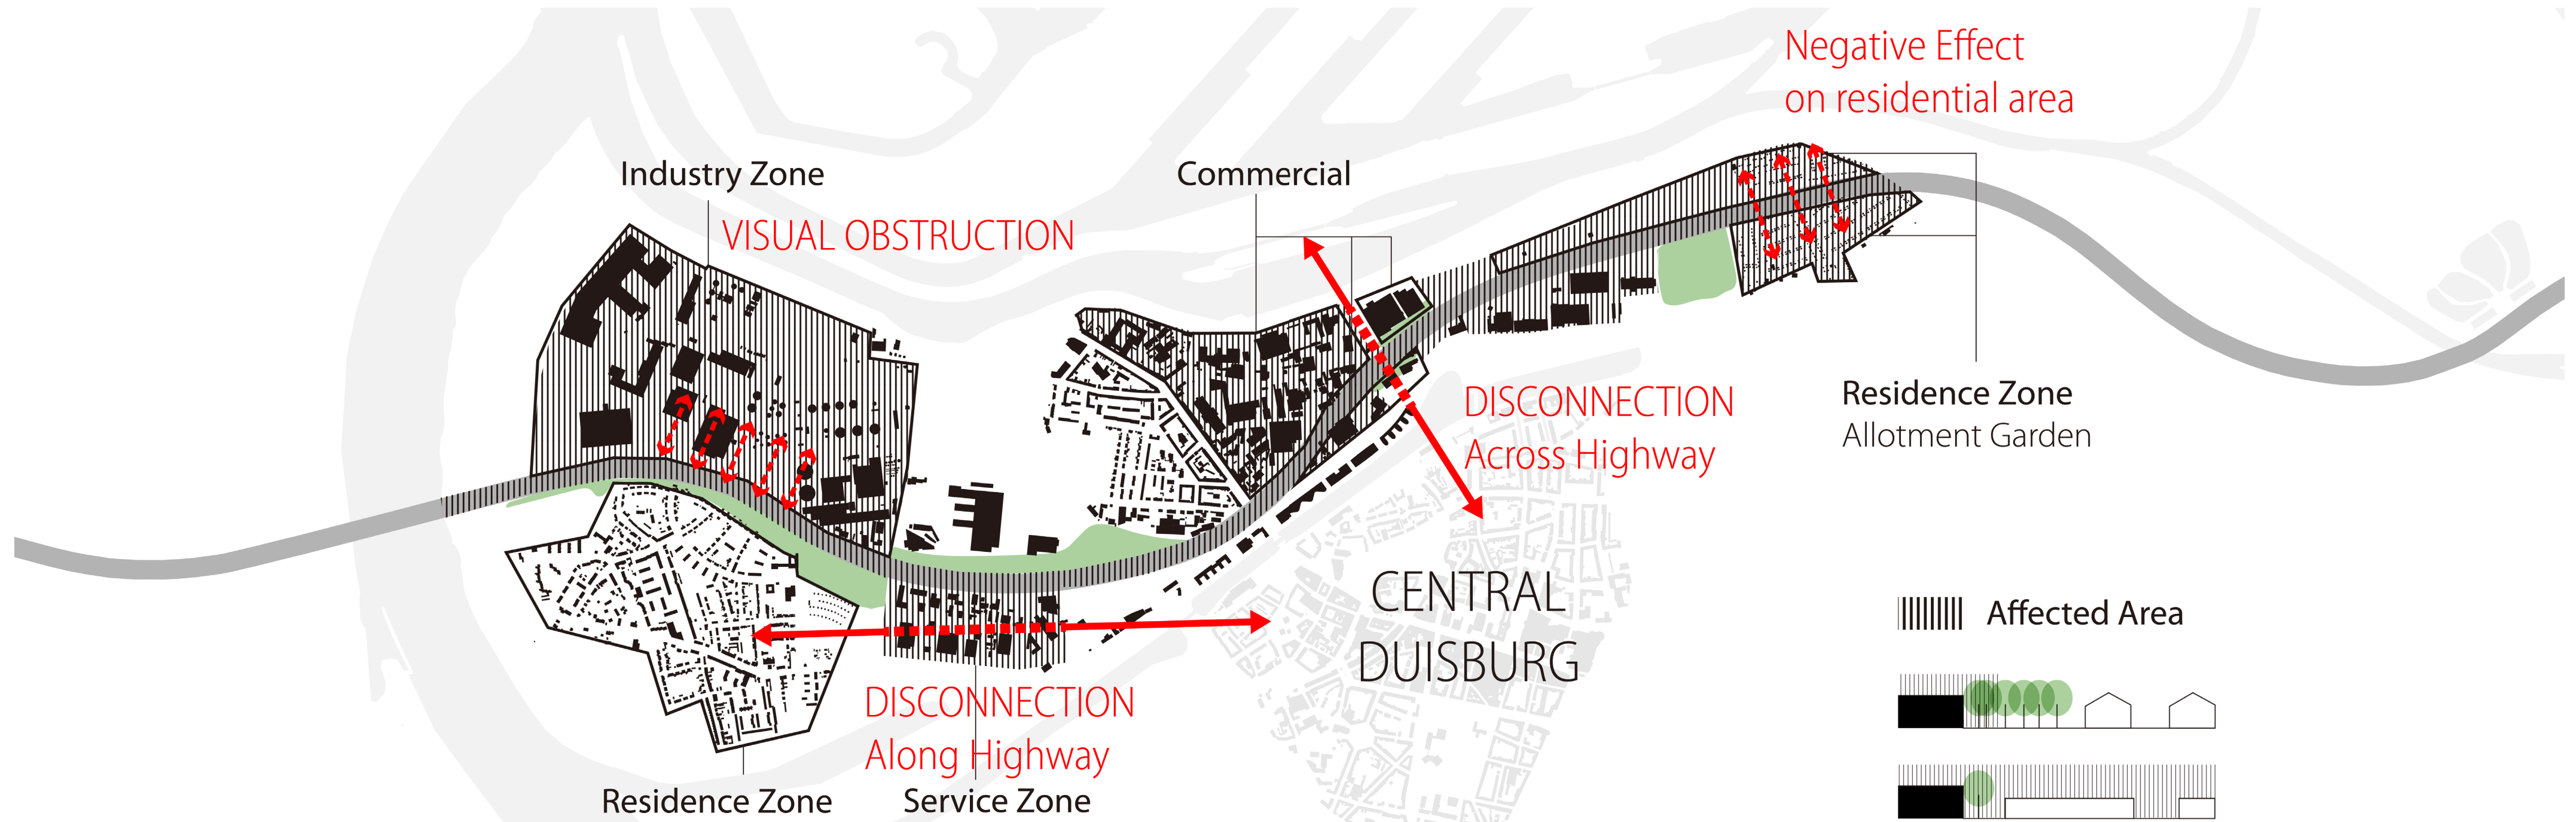 Negative Effect
on residential area
Industry Zone
Commercial
VISUAL OBSTRUCTION
DISCONNECTION
Across Highway
Residence Zone
Allotment Garden
CENTRAL
DUISBURG
Affected Area
DISCONNECTION
Along Highway
Residence Zone
Service Zone